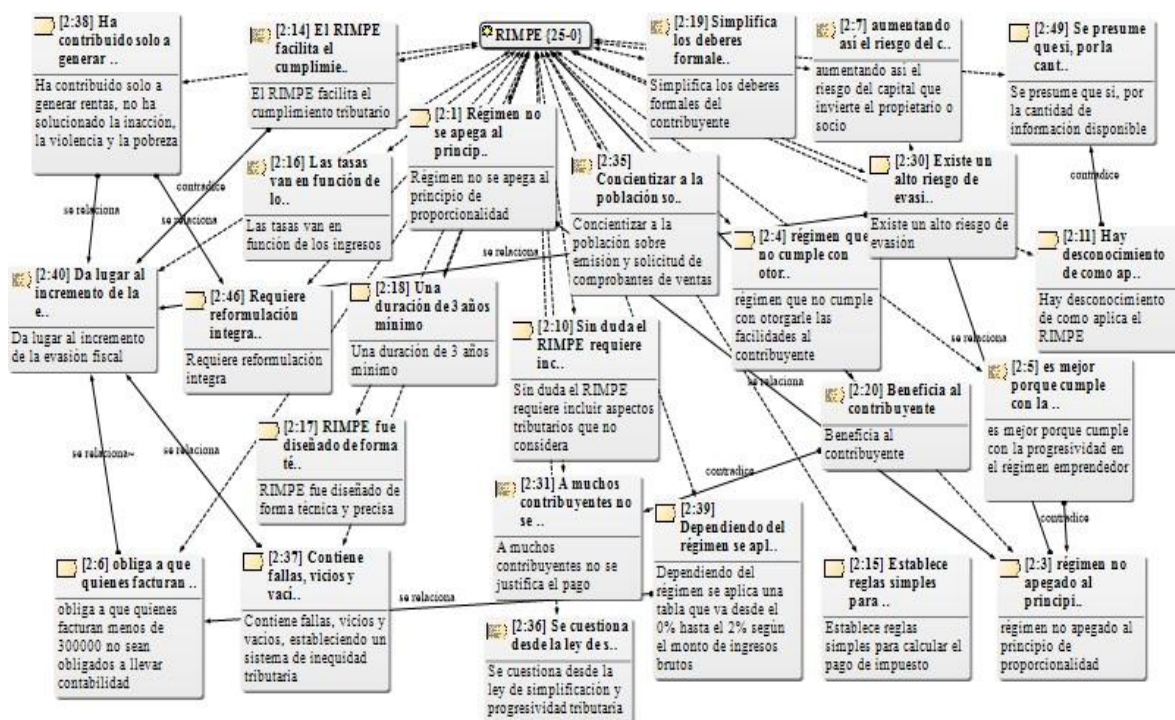 RIMPE {25-0}
[2:38] Ha
contribuido solo a
generar ..
Ha contribuido solo a
generar rentas, no ha
solucionado la inacción,
la violencia y la pobreza
[2:14] El RIMPE
facilita el
cumplimie..
El RIMPE facilita el
cumplimiento tributario
[2:19] Simplifica
los deberes
formale..
Simplifica los deberes
formales del
contribuyente
[2:7] aumentando
así el riesgo del c..
aumentando así el
riesgo del capital que
invierte el propietario o
socio
[2:49] Se presume
que si, por la
cant..
Se presume que si, por
la cantidad de
información disponible
[2:1] Régimen no
se apega al
princip..
Régimen no se apega al
principio de
proporcionalidad
[2:16] Las tasas
van en función de
lo..
Las tasas van en
función de los ingresos
[2:35]
Concientizar a la
población so..
Concientizar a la
población sobre
emisión y solicitud de
comprobantes de ventas
[2:30] Existe un
alto riesgo de
evasi..
Existe un alto riesgo de
evasión
contradice
se relaciona
se relaciona
[2:4] régimen que
no cumple con
otor..
régimen que no cumple
con otorgarle las
facilidades al
contribuyente
[2:11] Hay
desconocimiento
de como ap..
Hay desconocimiento
de como aplica el
RIMPE
contradice
se relaciona
[2:40] Da lugar al
incremento de la
e..
Da lugar al incremento
de la evasión fiscal
[2:46] Requiere
reformulación
integra..
Requiere reformulación
integra
[2:18] Una
duración de 3 años
mínimo
Una duración de 3 años
mínimo
[2:10] Sin duda el
RIMPE requiere
inc..
Sin duda el RIMPE
requiere incluir aspectos
tributarios que no
considera
se relaciona
se relaciona
[2:5] es mejor
porque cumple
con la ..
es mejor porque cumple
con la progresividad en
el régimen emprendedor
[2:20] Beneficia al
contribuyente
Beneficia al
contribuyente
[2:17] RIMPE fue
diseñado de forma
té..
RIMPE fue diseñado de
forma técnica y precisa
se relaciona~
se relaciona
contradice
contradice
[2:31] A muchos
contribuyentes no
se ..
A muchos
contribuyentes no se
justifica el pago
[2:39]
Dependiendo del
régimen se apl..
Dependiendo del
régimen se aplica una
tabla que va desde el
0% hasta el 2% según
el monto de ingresos
brutos
[2:6] obliga a que
quienes facturan ..
obliga a que quienes
facturan menos de
300000 no sean
obligados a llevar
contabilidad
[2:37] Contiene
fallas, vicios y
vací..
Contiene fallas, vicios y
vacíos, estableciendo un
sistema de inequidad
tributaria
se relaciona
[2:15] Establece
reglas simples
para ..
Establece reglas
simples para calcular el
pago de impuesto
[2:3] régimen no
apegado al
principi..
régimen no apegado al
principio de
proporcionalidad
[2:36] Se cuestiona
desde la ley de s..
Se cuestiona desde la
ley de simplificación y
progresividad tributaria